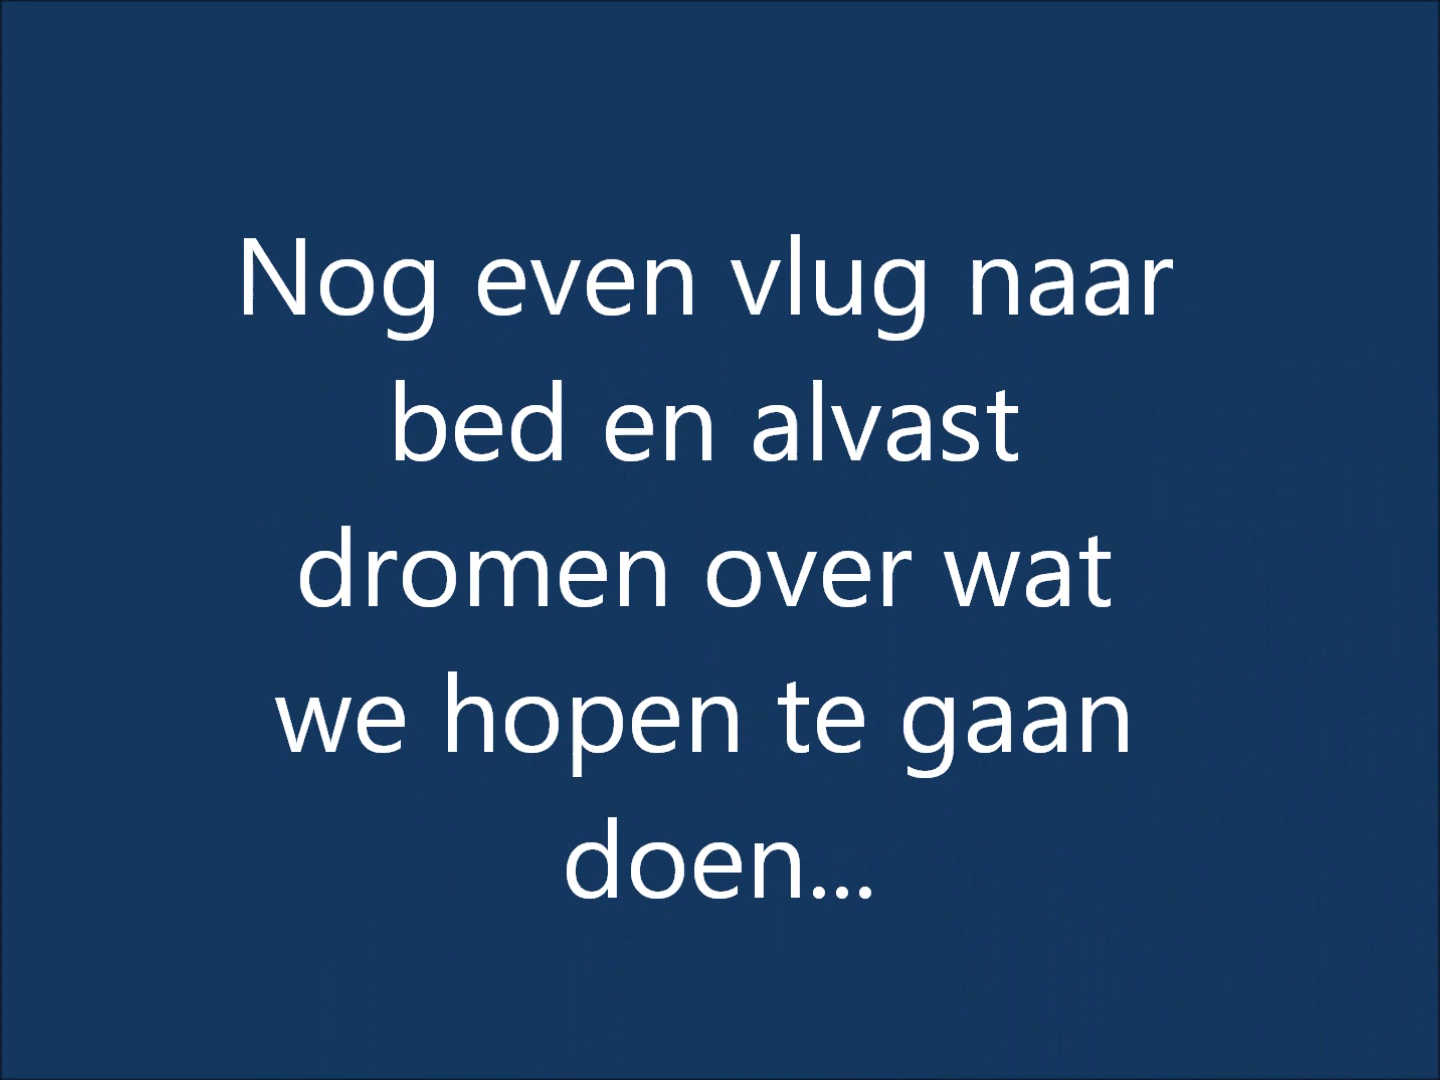 Nog even vlug naar
bed en alvast
dromen over wat
we hopen te gaan
doen...